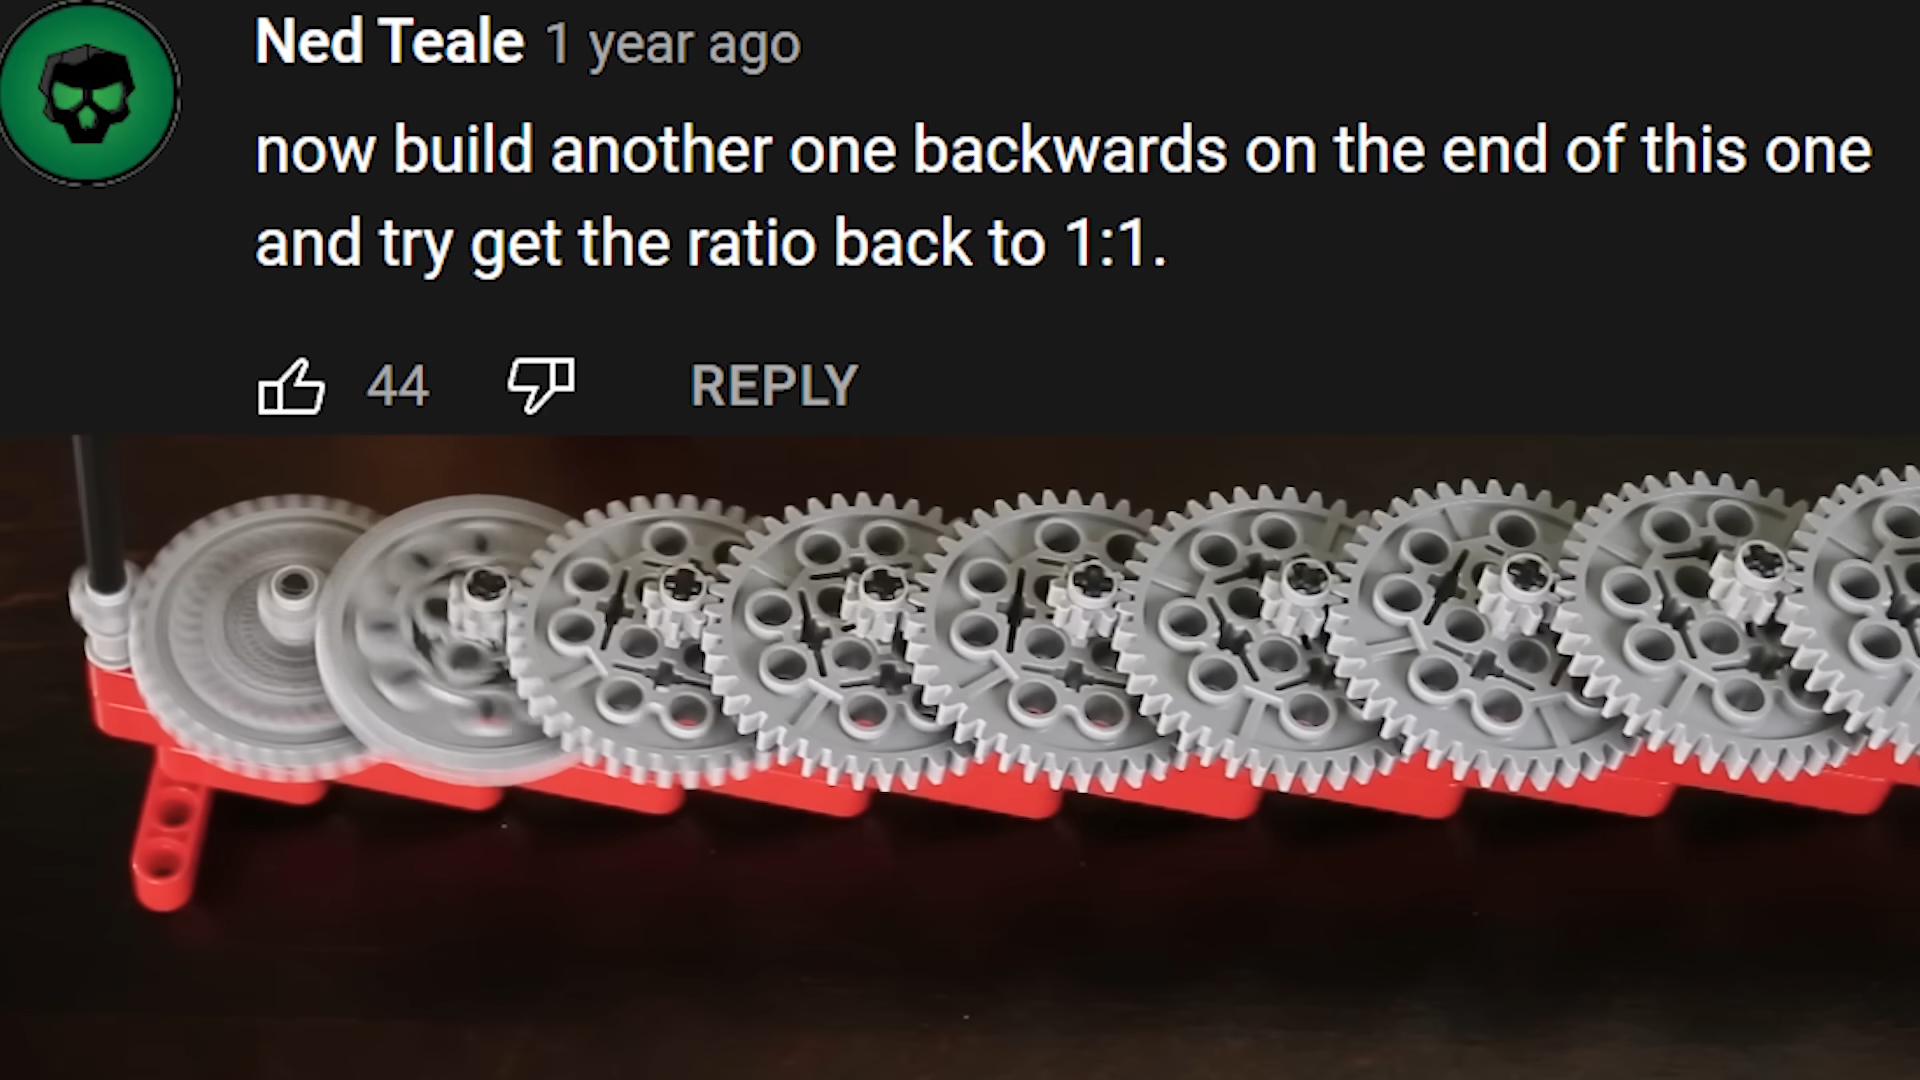 Ned Teale 1 year ago
now build another one backwards on the end of this one
and try get the ratio back to 1:1.
44 REPLY